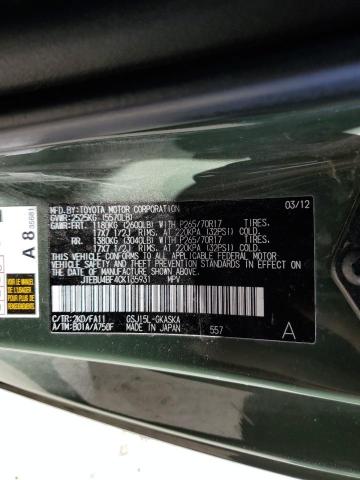 MFD.BY:TOYOTA MOTOR CORPORATION 03/12
GVWR:2525KG (5570LB)
GAWR:FRT. 1180KG (2600LB) WITH P265/70R17 TIRES.
17X7 1/2J RIMS. AT 220KPA (32PSI) COLD.
RR. 1380KG (3040LB) WITH P265/70R17 TIRES.
17X7 1/2J RIMS. AT 220KPA (32PSI) COLD.
THIS VEHICLE CONFORMS TO ALL APPLICABLE FEDERAL MOTOR
VEHICLE SAFETY, AND THEFT PREVENTION STANDARDS
IN EFFECT ON THE DATE OF MANUFACTURE SHOWN ABOVE.
JTEBU4BF4CK135931 MPV
C/TR:2KD/FA11 GSJ15L-GKASKA
A/TM:B01A/A750F MADE IN JAPAN 557 A
A 8